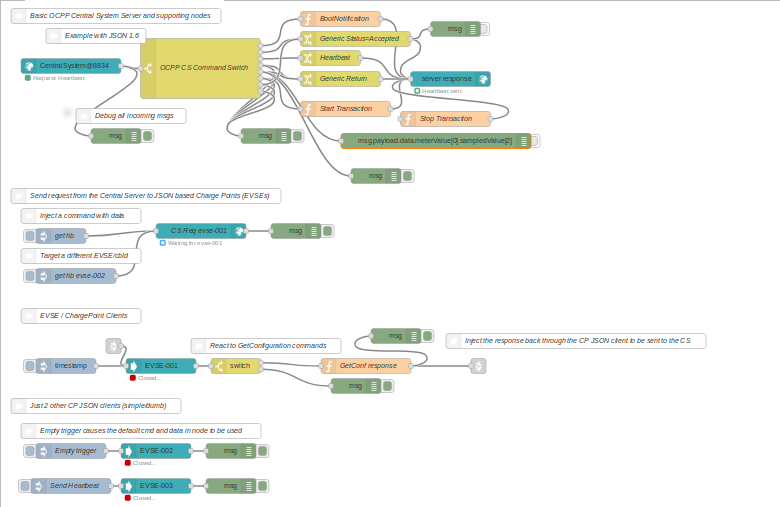 Basic OCPP Central System Server and supporting nodes
BootNotification
Example with JSON 1.6
Generic Status=Accepted
msg
CentralSystem@8834
OCPP CS Command Switch
Heartbeat
Request: Heartbeat
Generic Return
server response
Heartbeat sent
Debug all incoming msgs
Start Transaction
Stop Transaction
msg
msg
msg.payload.data.meterValue[0].sampledValue[2]
msg
Send request from the Central Server to JSON based Charge Points (EVSEs)
Inject a command with data
get hb
CS Req evse-001
msg
Waiting for evse-001
Target a different EVSE/cbId
get hb evse-002
EVSE / ChargePoint Clients
msg
React to GetConfiguration commands
Inject the response back through the CP JSON client to be sent to the CS
timestamp
EVSE-001
switch
GetConf response
Closed...
msg
Just 2 other CP JSON clients (simple/dumb)
Empty trigger causes the default cmd and data in node to be used
Empty trigger
EVSE-002
msg
Closed...
Send Heartbeat
EVSE-003
msg
Closed...